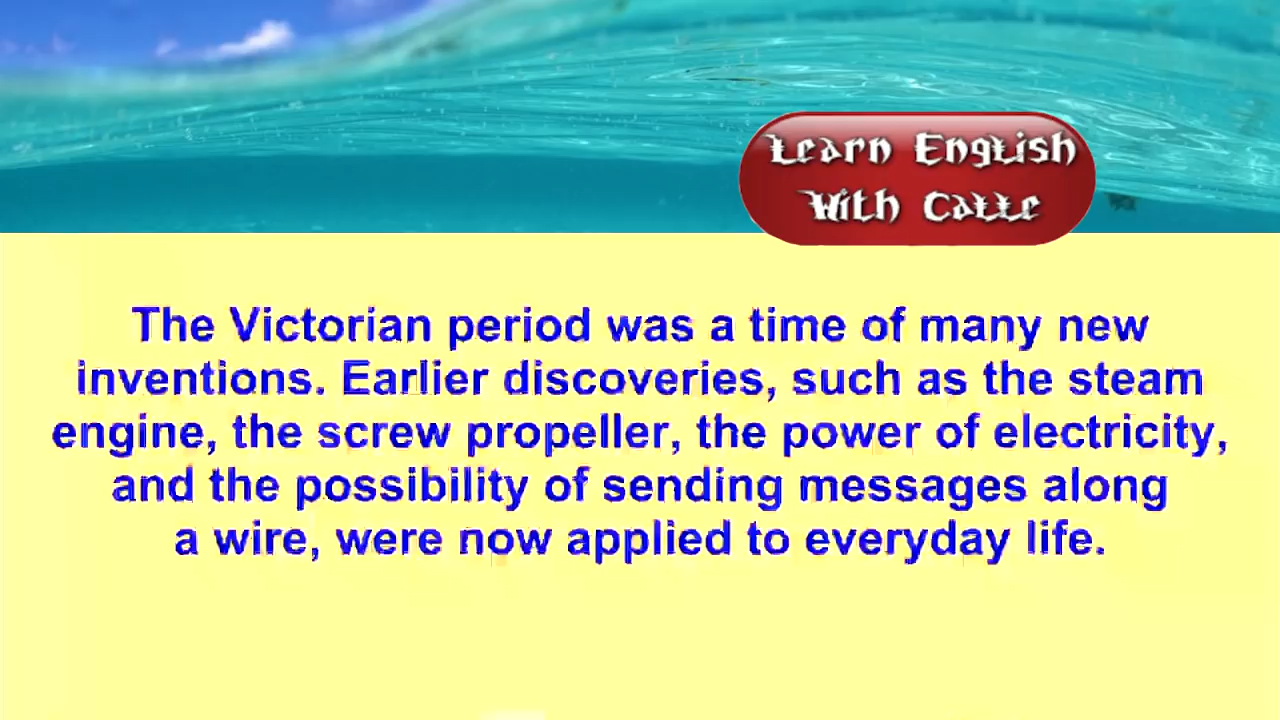 Learn English
With Calle
The Victorian period was a time of many new
inventions. Earlier discoveries, such as the steam
engine, the screw propeller, the power of electricity,
and the possibility of sending messages along
a wire, were now applied to everyday life.